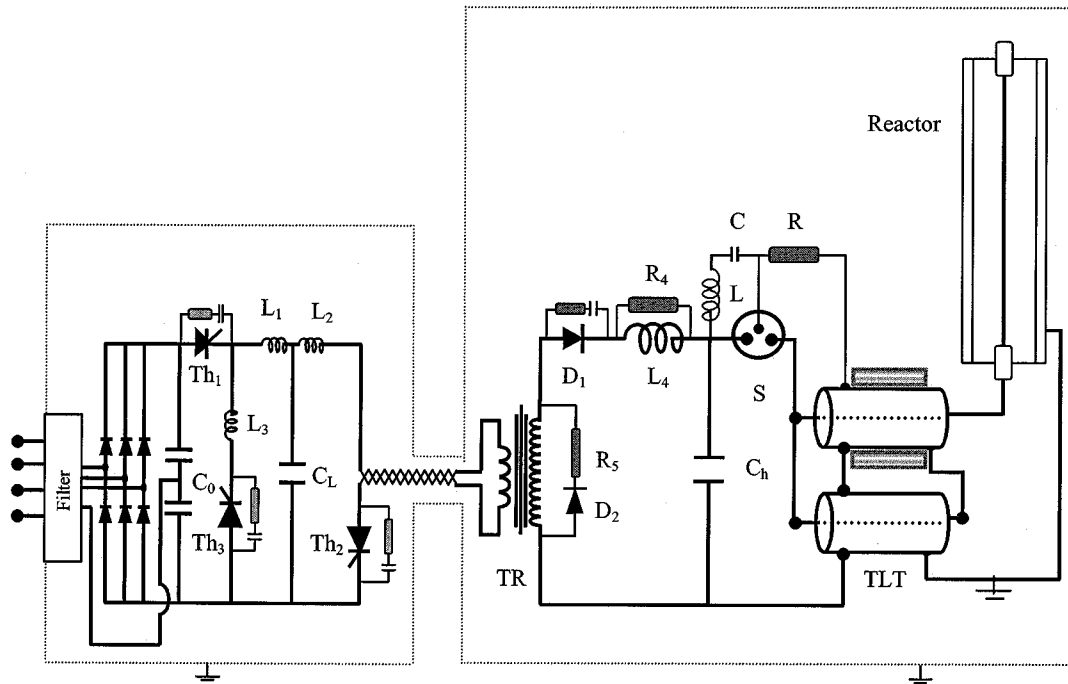 Reactor
C
R
R₄
L
L₁
L₂
Th₁
D₁
L₄
S
L₃
Filter
C₀
C_L
R₅
C_h
D₂
Th₃
Th₂
TR
TLT